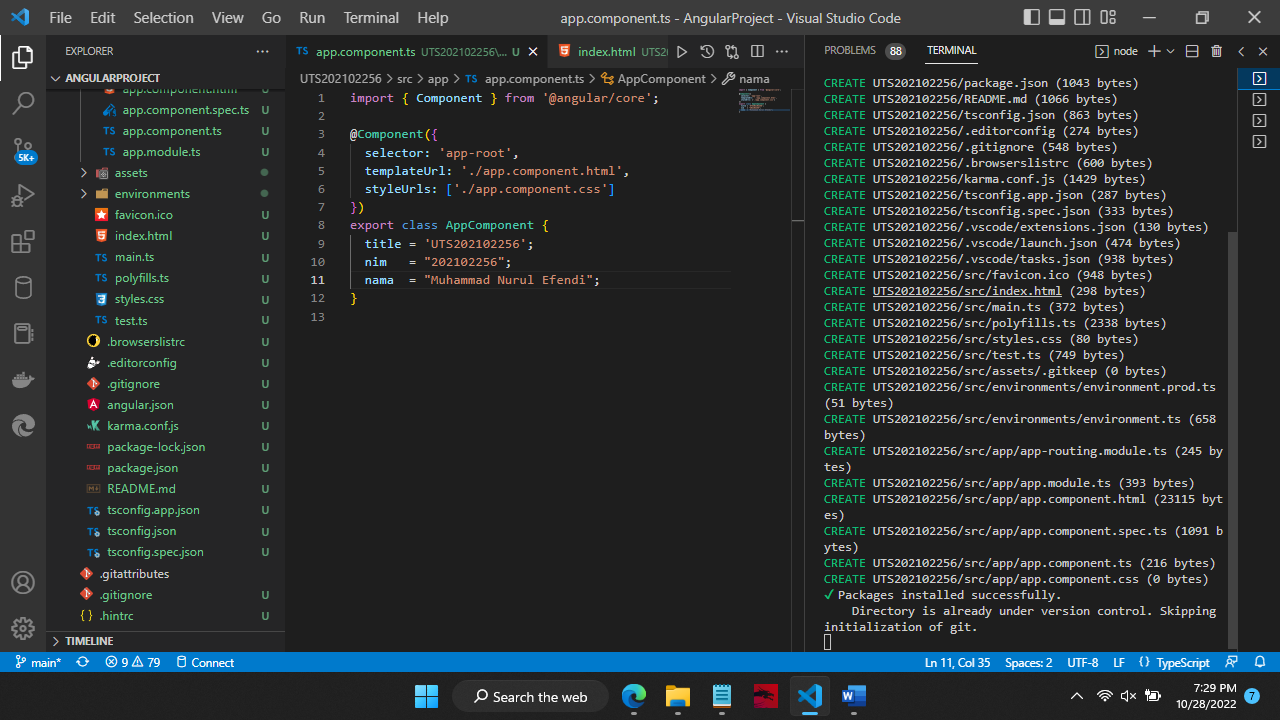 File Edit Selection View Go Run Terminal Help
app.component.ts - AngularProject - Visual Studio Code
EXPLORER
ANGULARPROJECT
app.component.html
app.component.spec.ts U
app.component.ts U
app.module.ts U
assets
environments
favicon.ico U
index.html U
main.ts U
polyfills.ts U
styles.css U
test.ts U
.browserslistrc U
.editorconfig U
.gitignore U
angular.json U
karma.conf.js U
package-lock.json U
package.json U
README.md U
tsconfig.app.json U
tsconfig.json U
tsconfig.spec.json U
.gitattributes
.gitignore U
.hintrc U
TIMELINE
5K+
app.component.ts UTS202102256\... U
index.html UTS20
UTS202102256 > src > app > TS app.component.ts > AppComponent > nama
1 import { Component } from '@angular/core';
2
3 @Component({
4 selector: 'app-root',
5 templateUrl: './app.component.html',
6 styleUrls: ['./app.component.css']
7 })
8 export class AppComponent {
9 title = 'UTS202102256';
10 nim   = "202102256";
11 nama  = "Muhammad Nurul Efendi";
12 }
13
PROBLEMS 88 TERMINAL node
CREATE UTS202102256/package.json (1043 bytes)
CREATE UTS202102256/README.md (1066 bytes)
CREATE UTS202102256/tsconfig.json (863 bytes)
CREATE UTS202102256/.editorconfig (274 bytes)
CREATE UTS202102256/.gitignore (548 bytes)
CREATE UTS202102256/.browserslistrc (600 bytes)
CREATE UTS202102256/karma.conf.js (1429 bytes)
CREATE UTS202102256/tsconfig.app.json (287 bytes)
CREATE UTS202102256/tsconfig.spec.json (333 bytes)
CREATE UTS202102256/.vscode/extensions.json (130 bytes)
CREATE UTS202102256/.vscode/launch.json (474 bytes)
CREATE UTS202102256/.vscode/tasks.json (938 bytes)
CREATE UTS202102256/src/favicon.ico (948 bytes)
CREATE UTS202102256/src/index.html (298 bytes)
CREATE UTS202102256/src/main.ts (372 bytes)
CREATE UTS202102256/src/polyfills.ts (2338 bytes)
CREATE UTS202102256/src/styles.css (80 bytes)
CREATE UTS202102256/src/test.ts (749 bytes)
CREATE UTS202102256/src/assets/.gitkeep (0 bytes)
CREATE UTS202102256/src/environments/environment.prod.ts
(51 bytes)
CREATE UTS202102256/src/environments/environment.ts (658
bytes)
CREATE UTS202102256/src/app/app-routing.module.ts (245 by
tes)
CREATE UTS202102256/src/app/app.module.ts (393 bytes)
CREATE UTS202102256/src/app/app.component.html (23115 byt
es)
CREATE UTS202102256/src/app/app.component.spec.ts (1091 b
ytes)
CREATE UTS202102256/src/app/app.component.ts (216 bytes)
CREATE UTS202102256/src/app/app.component.css (0 bytes)
✓ Packages installed successfully.
Directory is already under version control. Skipping
initialization of git.
main* 9 79 Connect
Ln 11, Col 35 Spaces: 2 UTF-8 LF {} TypeScript
Search the web
7:29 PM
10/28/2022
7